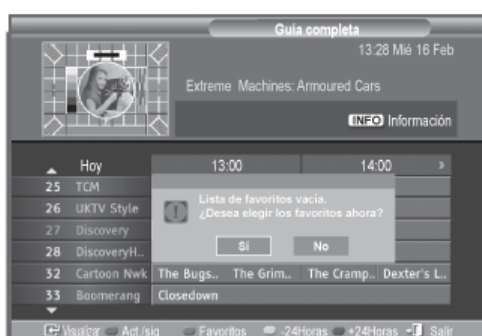 Guia completa
13:28 Mié 16 Feb
Extreme Machines: Armoured Cars
INFO Información
Hoy 13:00 14:00
25 TCM
26 UKTV Style
27 Discovery
28 DiscoveryH..
Lista de favoritos vacía.
¿Desea elegir los favoritos ahora?
Sí No
32 Cartoon Nwk The Bugs.. The Grim.. The Cramp.. Dexter's L..
33 Boomerang Closedown
Visualizar Act./sig Favoritos -24Horas +24Horas Salir